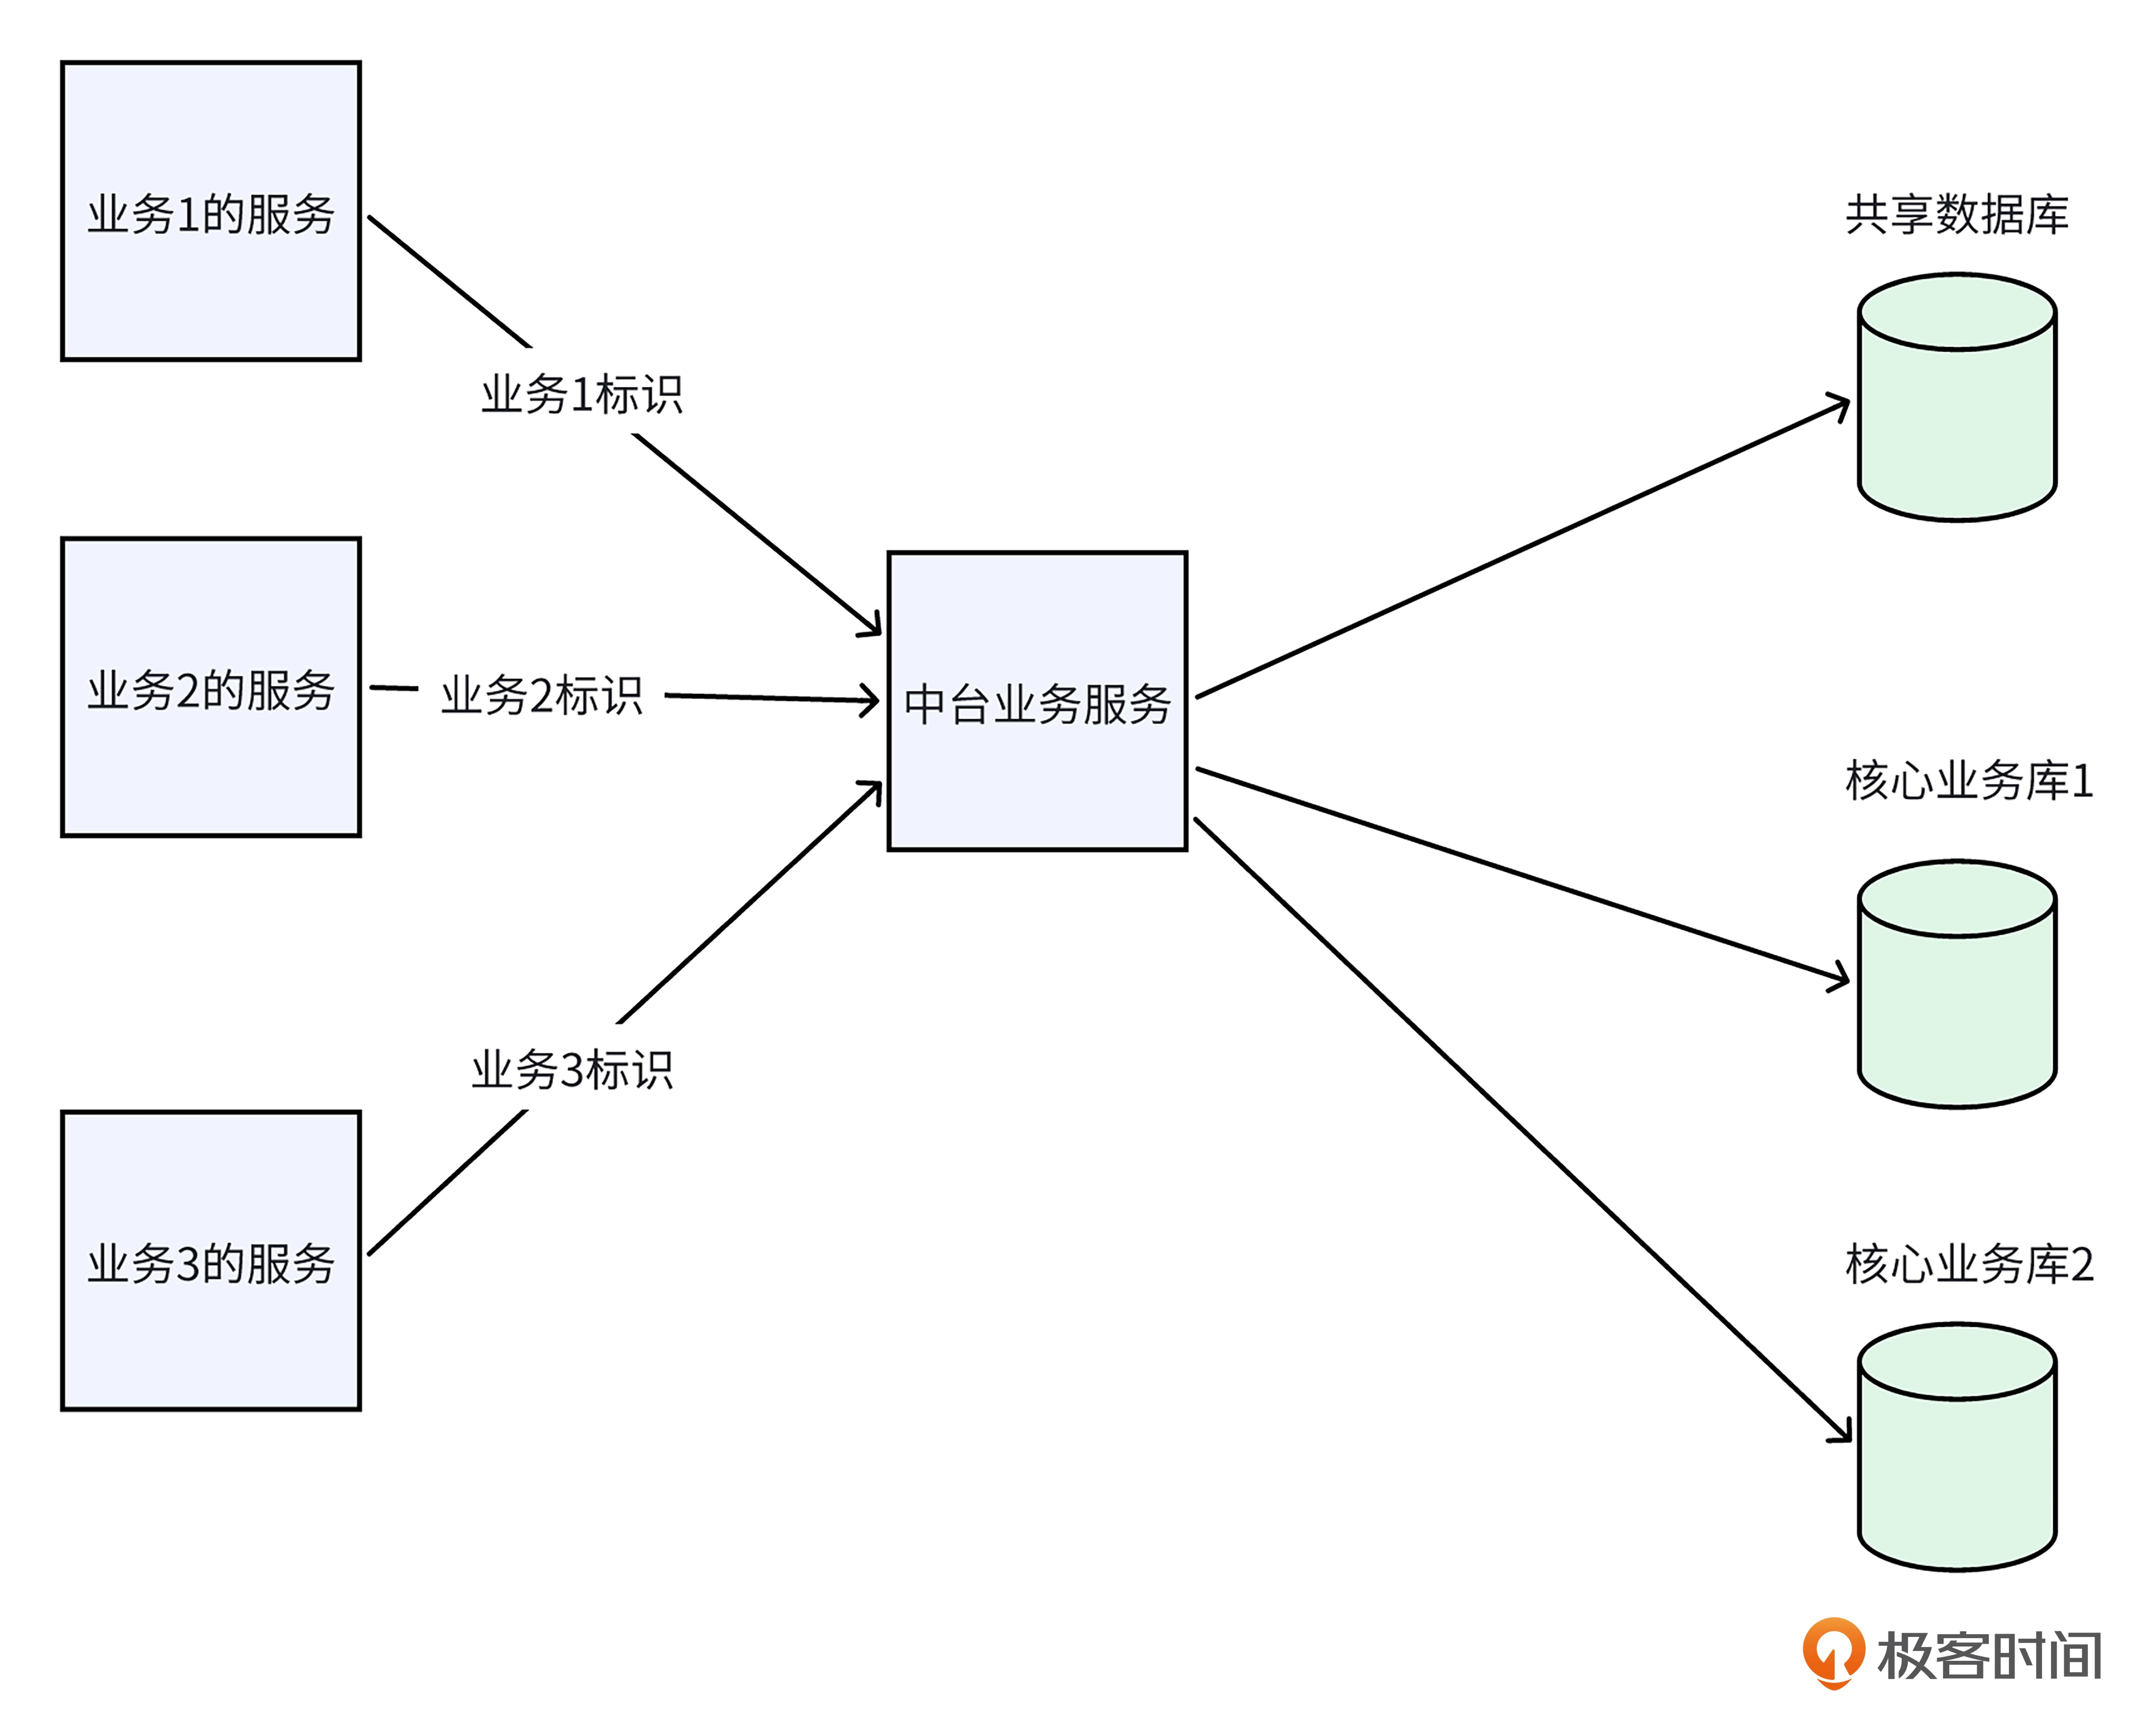 业务1的服务
业务1标识
业务2的服务
业务2标识
业务3标识
业务3的服务
中台业务服务
共享数据库
核心业务库1
核心业务库2
极客时间